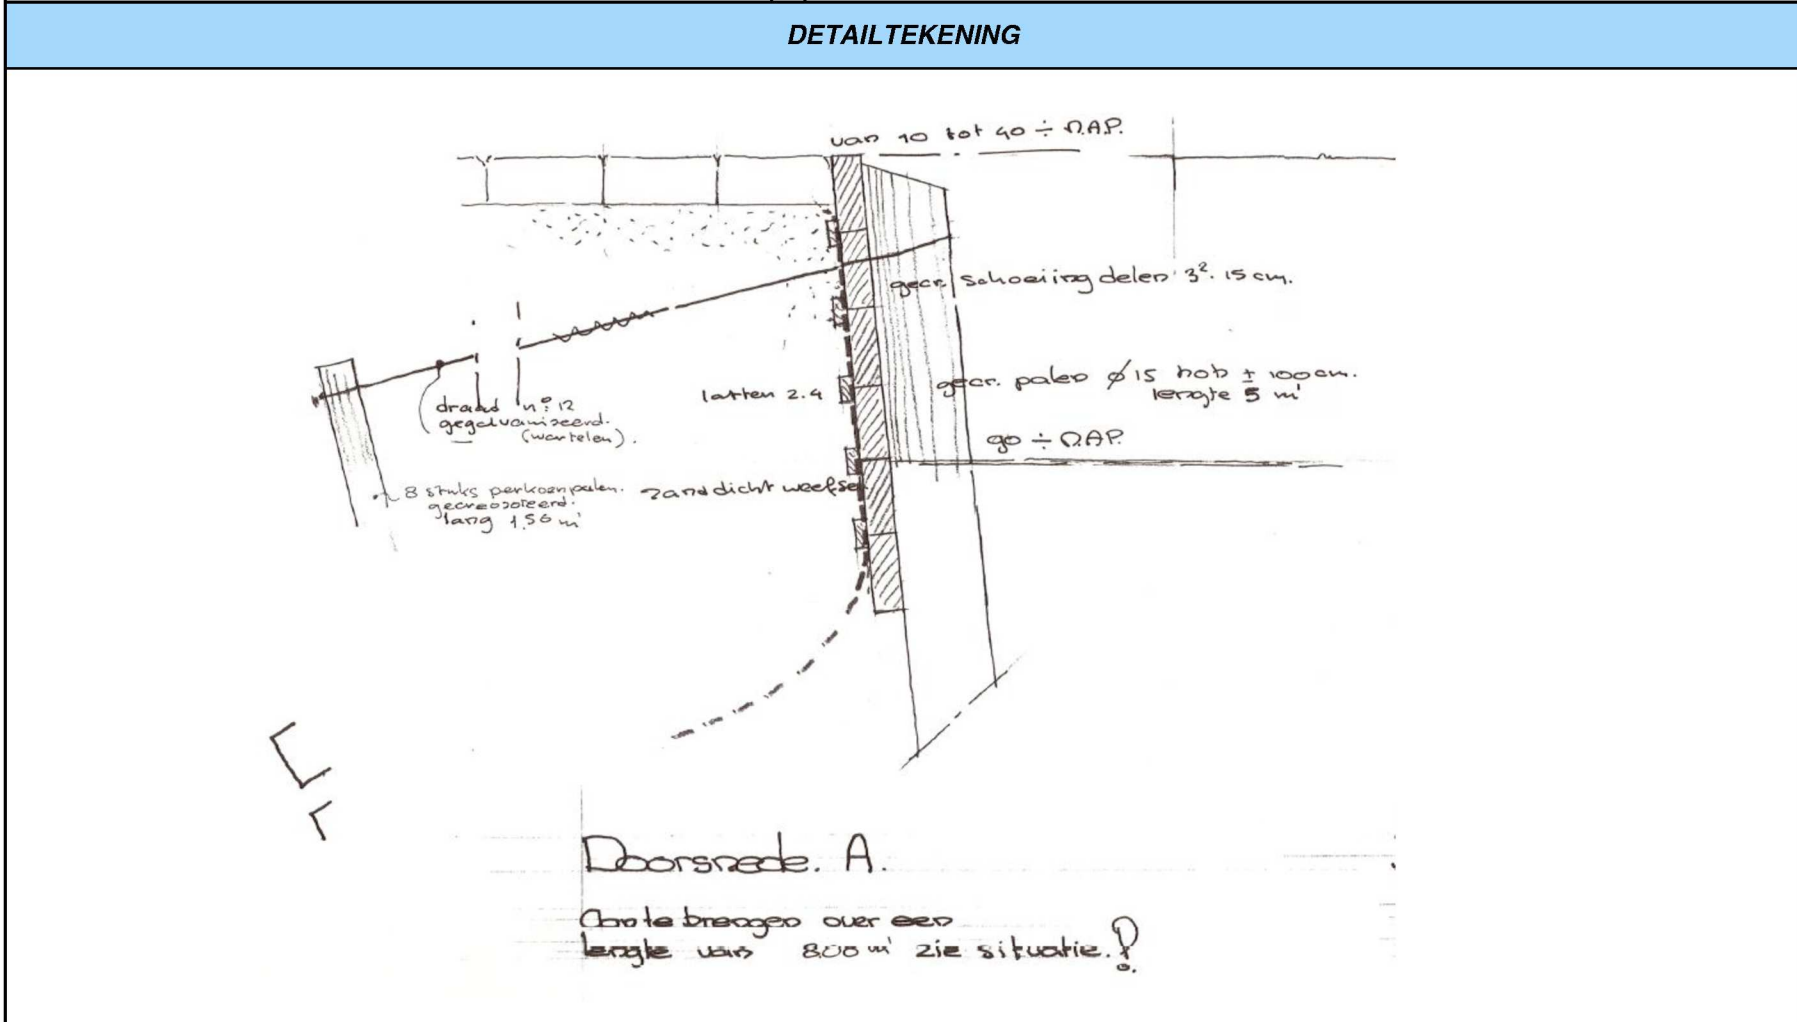 DETAILTEKENING
van 10 tot 40 ÷ N.A.P.
gecr. schoeiing delen 3². 15 cm.
gecr. palen ø 15 hoh ± 100 cm.
lengte 5 m'
latten 2.4
draad nº 12
gegalvaniseerd.
(wartelen).
90 ÷ N.A.P.
8 stuks perkoenpalen.
gecreosoteerd.
lang 1.50 m'
zanddicht weefsel
Doorsnede. A.
Aan te brengen over een
lengte van 8.00 m' zie situatie.!